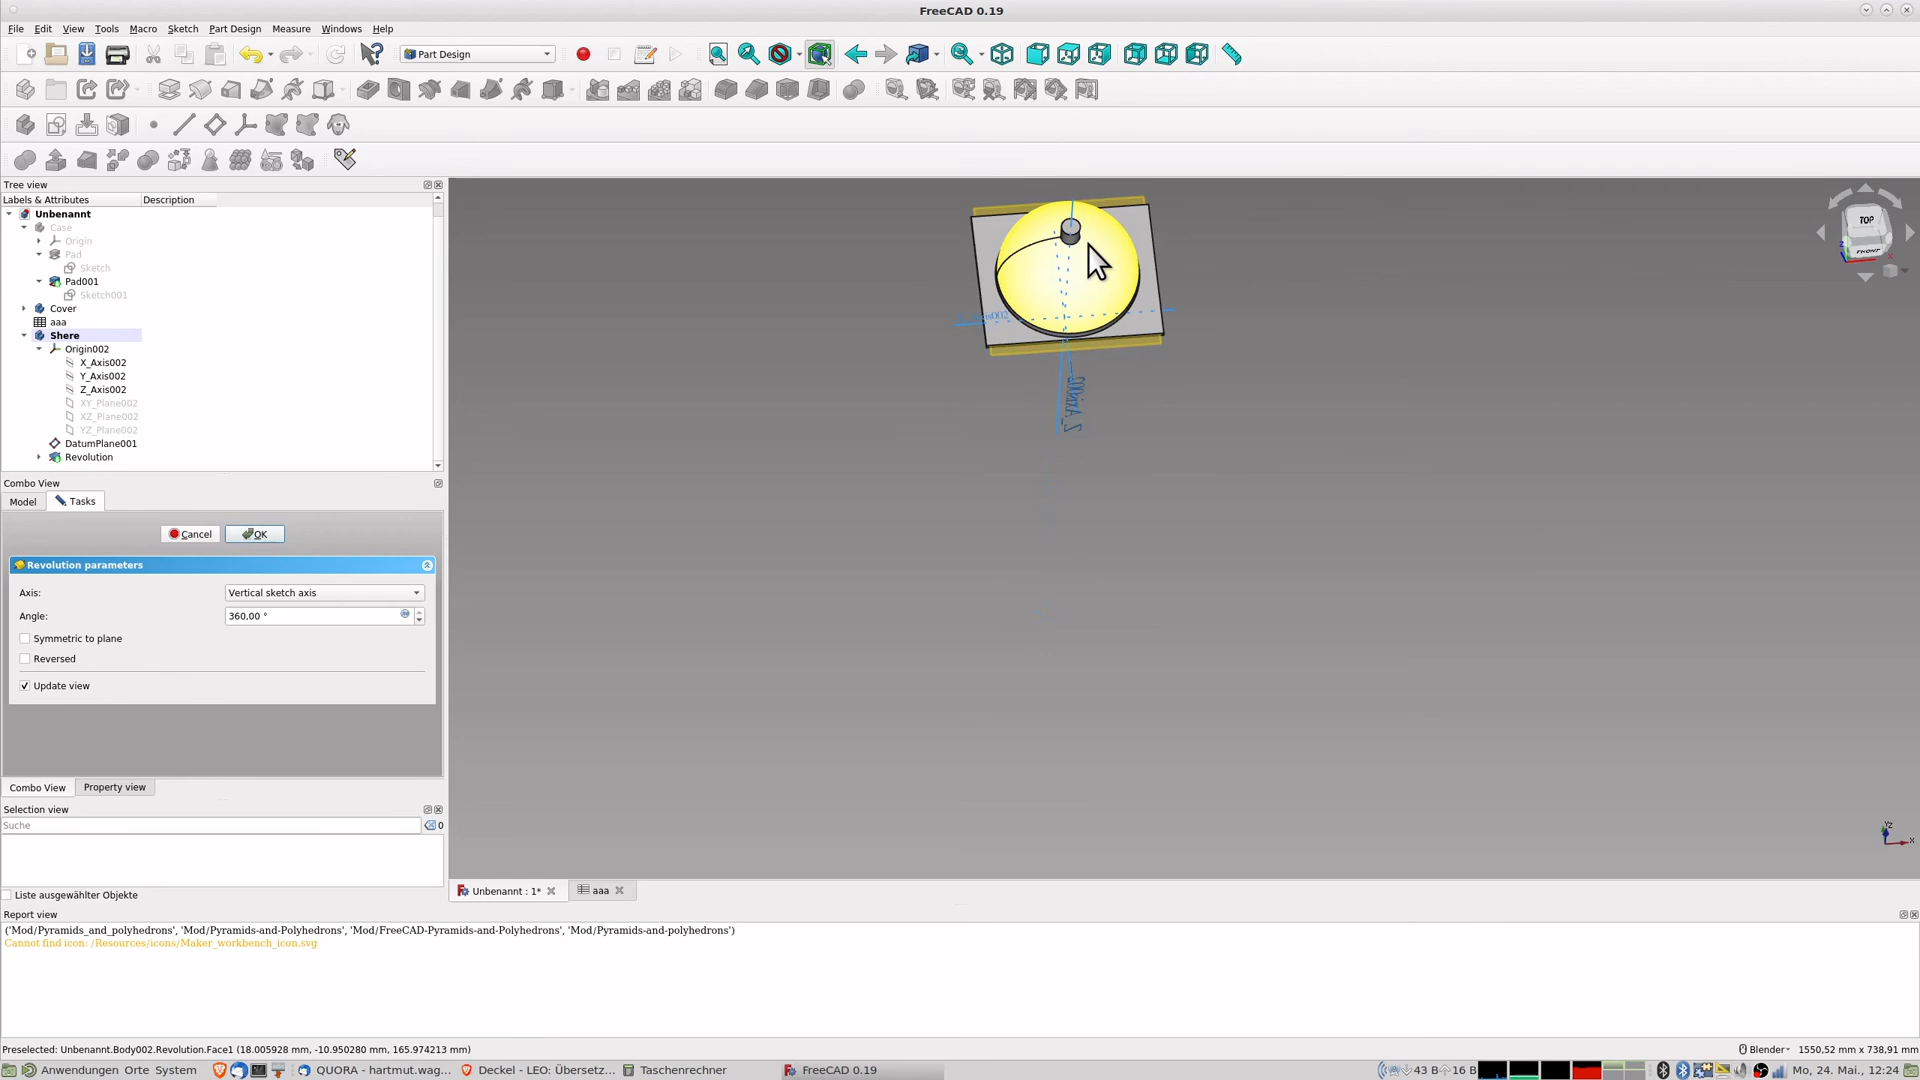 FreeCAD 0.19
File Edit View Tools Macro Sketch Part Design Measure Windows Help
Part Design
Tree view
Labels & Attributes Description
Unbenannt
Case
Origin
Pad
Sketch
Pad001
Sketch001
Cover
aaa
Shere
Origin002
X_Axis002
Y_Axis002
Z_Axis002
XY_Plane002
XZ_Plane002
YZ_Plane002
DatumPlane001
Revolution
Combo View
Model Tasks
Cancel OK
Revolution parameters
Axis: Vertical sketch axis
Angle: 360,00 °
Symmetric to plane
Reversed
Update view
Combo View Property view
Selection view
Suche 0
Liste ausgewählter Objekte
TOP
FRONT
Z_Axis002
Unbenannt : 1* aaa
Report view
('Mod/Pyramids_and_polyhedrons', 'Mod/Pyramids-and-Polyhedrons', 'Mod/FreeCAD-Pyramids-and-Polyhedrons', 'Mod/Pyramids-and-polyhedrons')
Cannot find icon: /Resources/icons/Maker_workbench_icon.svg
Preselected: Unbenannt.Body002.Revolution.Face1 (18.005928 mm, -10.950280 mm, 165.974213 mm) Blender 1550,52 mm x 738,91 mm
Anwendungen Orte System QUORA - hartmut.wag... Deckel - LEO: Übersetz... Taschenrechner FreeCAD 0.19 43 B 16 B Mo, 24. Mai., 12:24